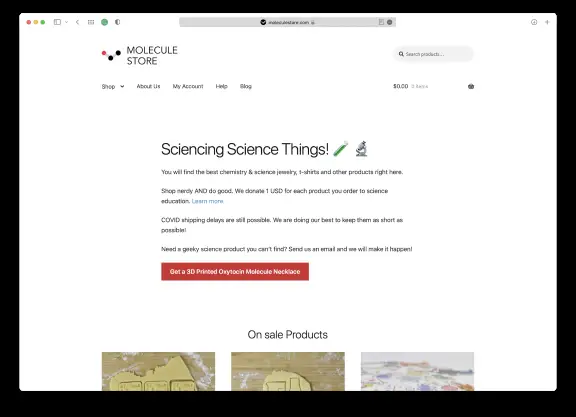 moleculestore.com
MOLECULE
STORE
Search products...
Shop
About Us
My Account
Help
Blog
$0.00 0 items
Sciencing Science Things!
You will find the best chemistry & science jewelry, t-shirts and other products right here.
Shop nerdy AND do good. We donate 1 USD for each product you order to science
education. Learn more.
COVID shipping delays are still possible. We are doing our best to keep them as short as
possible!
Need a geeky science product you can't find? Send us an email and we will make it happen!
Get a 3D Printed Oxytocin Molecule Necklace
On sale Products